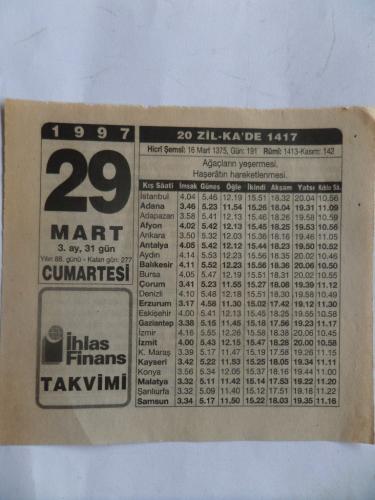 1997
29
MART
3. ay, 31 gün
Yılın 88. günü - Kalan gün: 277
CUMARTESİ
İhlas
Finans
TAKVİMİ
20 ZİL-KA'DE 1417
Hicrî Şemsî: 16 Mart 1375, Gün: 191 Rûmî: 1413-Kasım: 142
Ağaçların yeşermesi.
Haşerâtın hareketlenmesi.
Kış Sâati İmsak Güneş Öğle İkindi Akşam Yatsı Kıble Sa.
İstanbul 4.04 5.46 12.19 15.51 18.32 20.04 10.56
Adana 3.46 5.23 11.54 15.26 18.04 19.31 11.09
Adapazarı 3.58 5.41 12.13 15.46 18.26 19.58 10.59
Afyon 4.02 5.42 12.13 15.45 18.25 19.53 10.56
Ankara 3.50 5.32 12.03 15.36 18.16 19.46 11.05
Antalya 4.05 5.42 12.12 15.44 18.23 19.50 10.52
Aydın 4.14 5.53 12.23 15.56 18.35 20.02 10.46
Balıkesir 4.11 5.52 12.23 15.56 18.36 20.06 10.50
Bursa 4.05 5.47 12.19 15.51 18.31 20.02 10.55
Çorum 3.41 5.23 11.55 15.27 18.08 19.39 11.12
Denizli 4.10 5.48 12.18 15.51 18.30 19.58 10.49
Erzurum 3.17 4.58 11.30 15.02 17.42 19.12 11.30
Eskişehir 4.00 5.41 12.13 15.45 18.25 19.55 10.58
Gaziantep 3.38 5.15 11.45 15.18 17.56 19.23 11.17
İzmir 4.16 5.55 12.26 15.58 18.38 20.06 10.45
İzmit 4.00 5.43 12.15 15.47 18.28 20.00 10.58
K. Maraş 3.39 5.17 11.47 15.19 17.58 19.26 11.15
Kayseri 3.42 5.22 11.53 15.25 18.05 19.34 11.11
Konya 3.56 5.34 12.05 15.37 18.16 19.44 11.00
Malatya 3.32 5.11 11.42 15.14 17.53 19.22 11.20
Şanlıurfa 3.32 5.09 11.40 15.12 17.51 19.18 11.22
Samsun 3.34 5.17 11.50 15.22 18.03 19.35 11.16